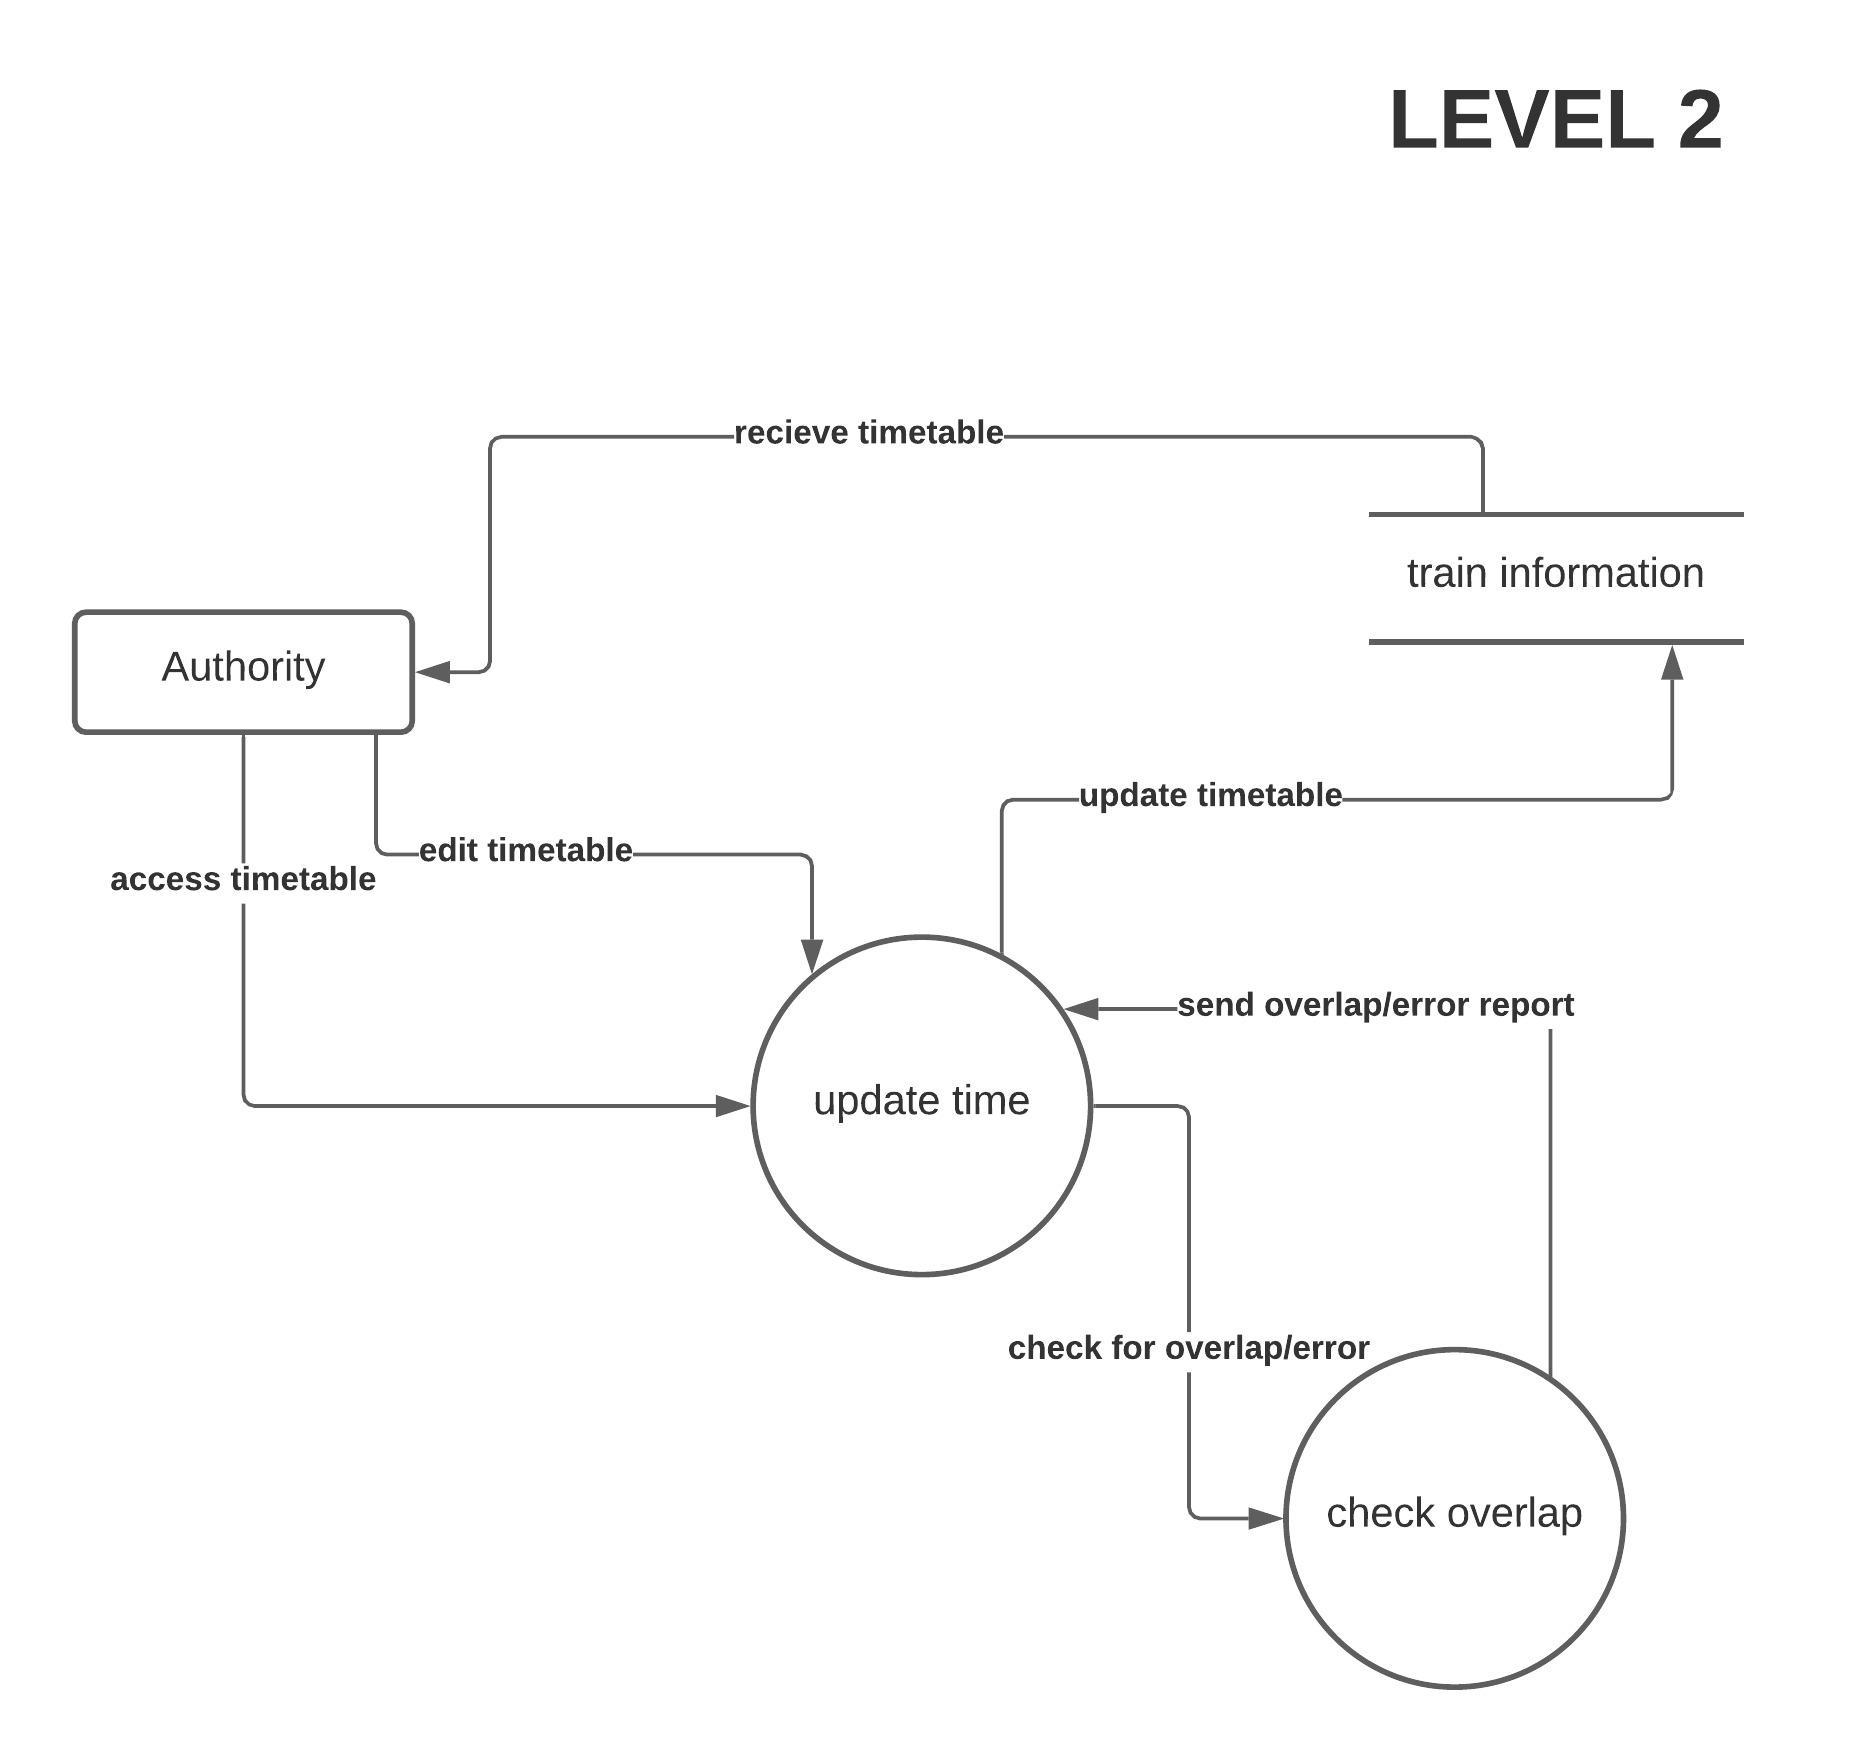 LEVEL 2
recieve timetable
train information
Authority
update timetable
edit timetable
access timetable
send overlap/error report
update time
check for overlap/error
check overlap